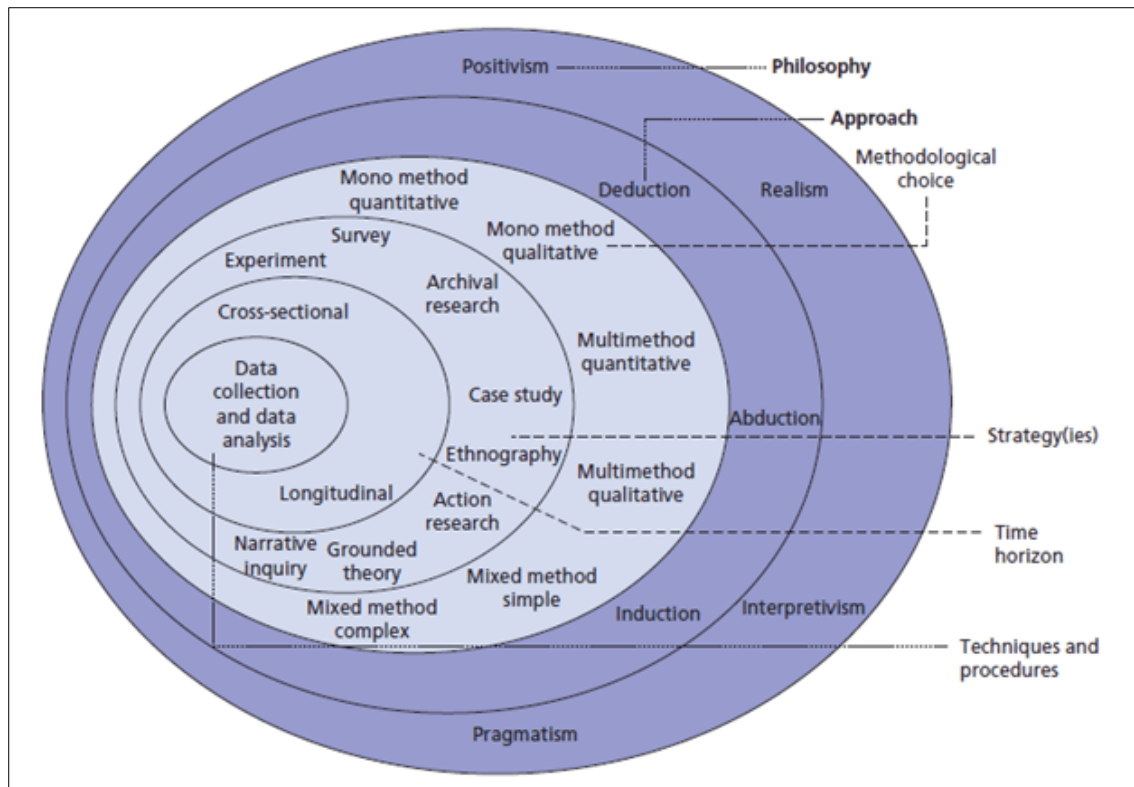 Positivism
Philosophy
Approach
Methodological
choice
Mono method
quantitative
Deduction
Realism
Survey
Mono method
qualitative
Experiment
Archival
research
Cross-sectional
Multimethod
quantitative
Data
collection
and data
analysis
Case study
Abduction
Strategy(ies)
Ethnography
Multimethod
qualitative
Longitudinal
Action
research
Time
horizon
Narrative
inquiry
Grounded
theory
Mixed method
simple
Mixed method
complex
Induction
Interpretivism
Techniques and
procedures
Pragmatism